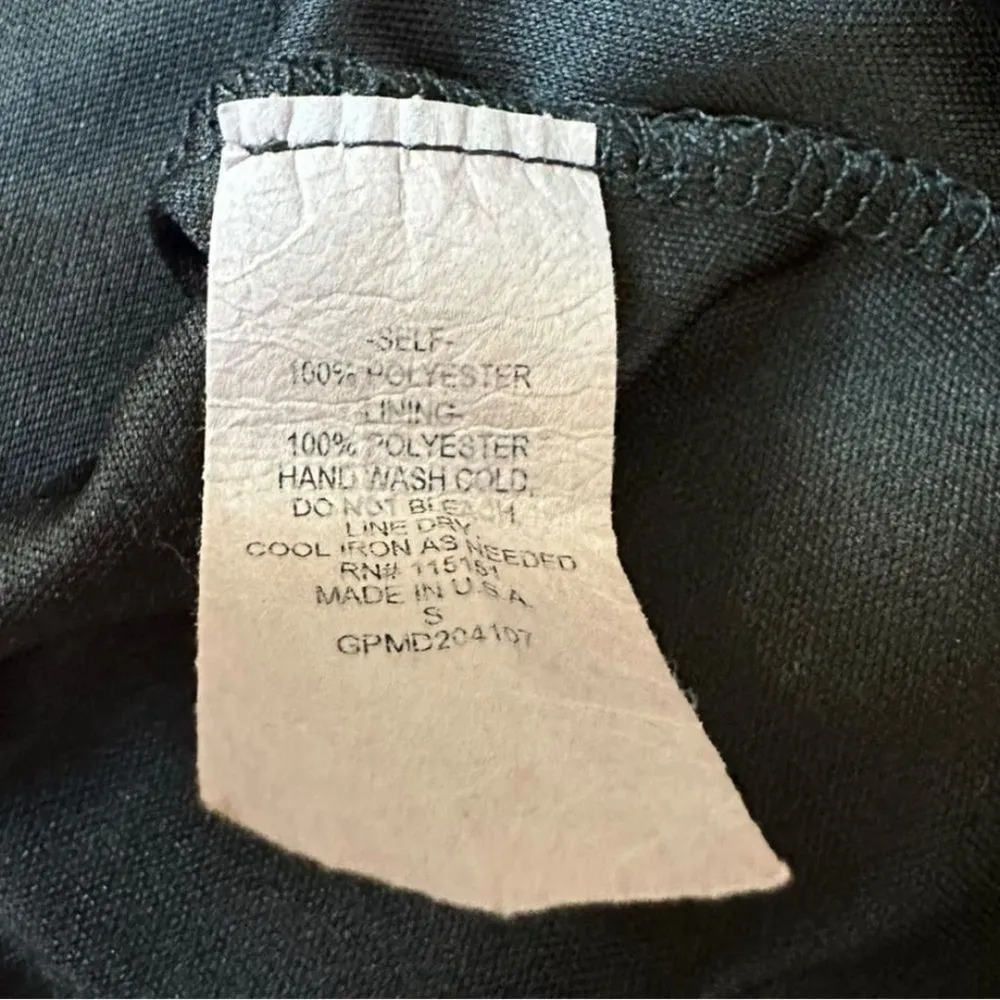 -SELF-
100% POLYESTER
LINING-
100% POLYESTER
HAND WASH COLD,
DO NOT BLEACH,
LINE DRY,
COOL IRON AS NEEDED
RN# 115151
MADE IN U.S.A.
S
GPMD204107